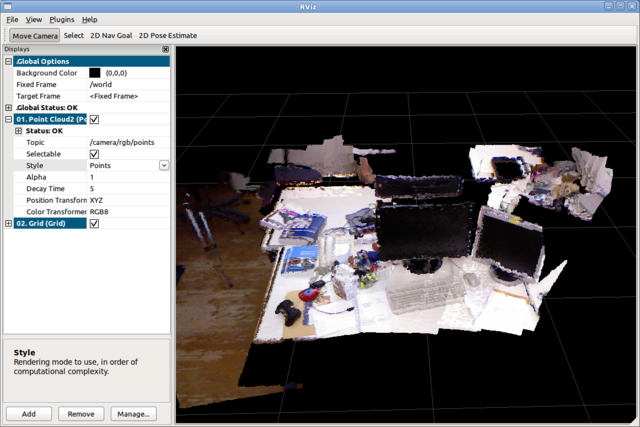 RViz
File View Plugins Help
Move Camera Select 2D Nav Goal 2D Pose Estimate
Displays
.Global Options
Background Color (0,0,0)
Fixed Frame /world
Target Frame <Fixed Frame>
.Global Status: OK
01. Point Cloud2 (Po
Status: OK
Topic /camera/rgb/points
Selectable
Style Points
Alpha 1
Decay Time 5
Position Transforn XYZ
Color Transformer RGB8
02. Grid (Grid)
Style
Rendering mode to use, in order of
computational complexity.
Add Remove Manage...